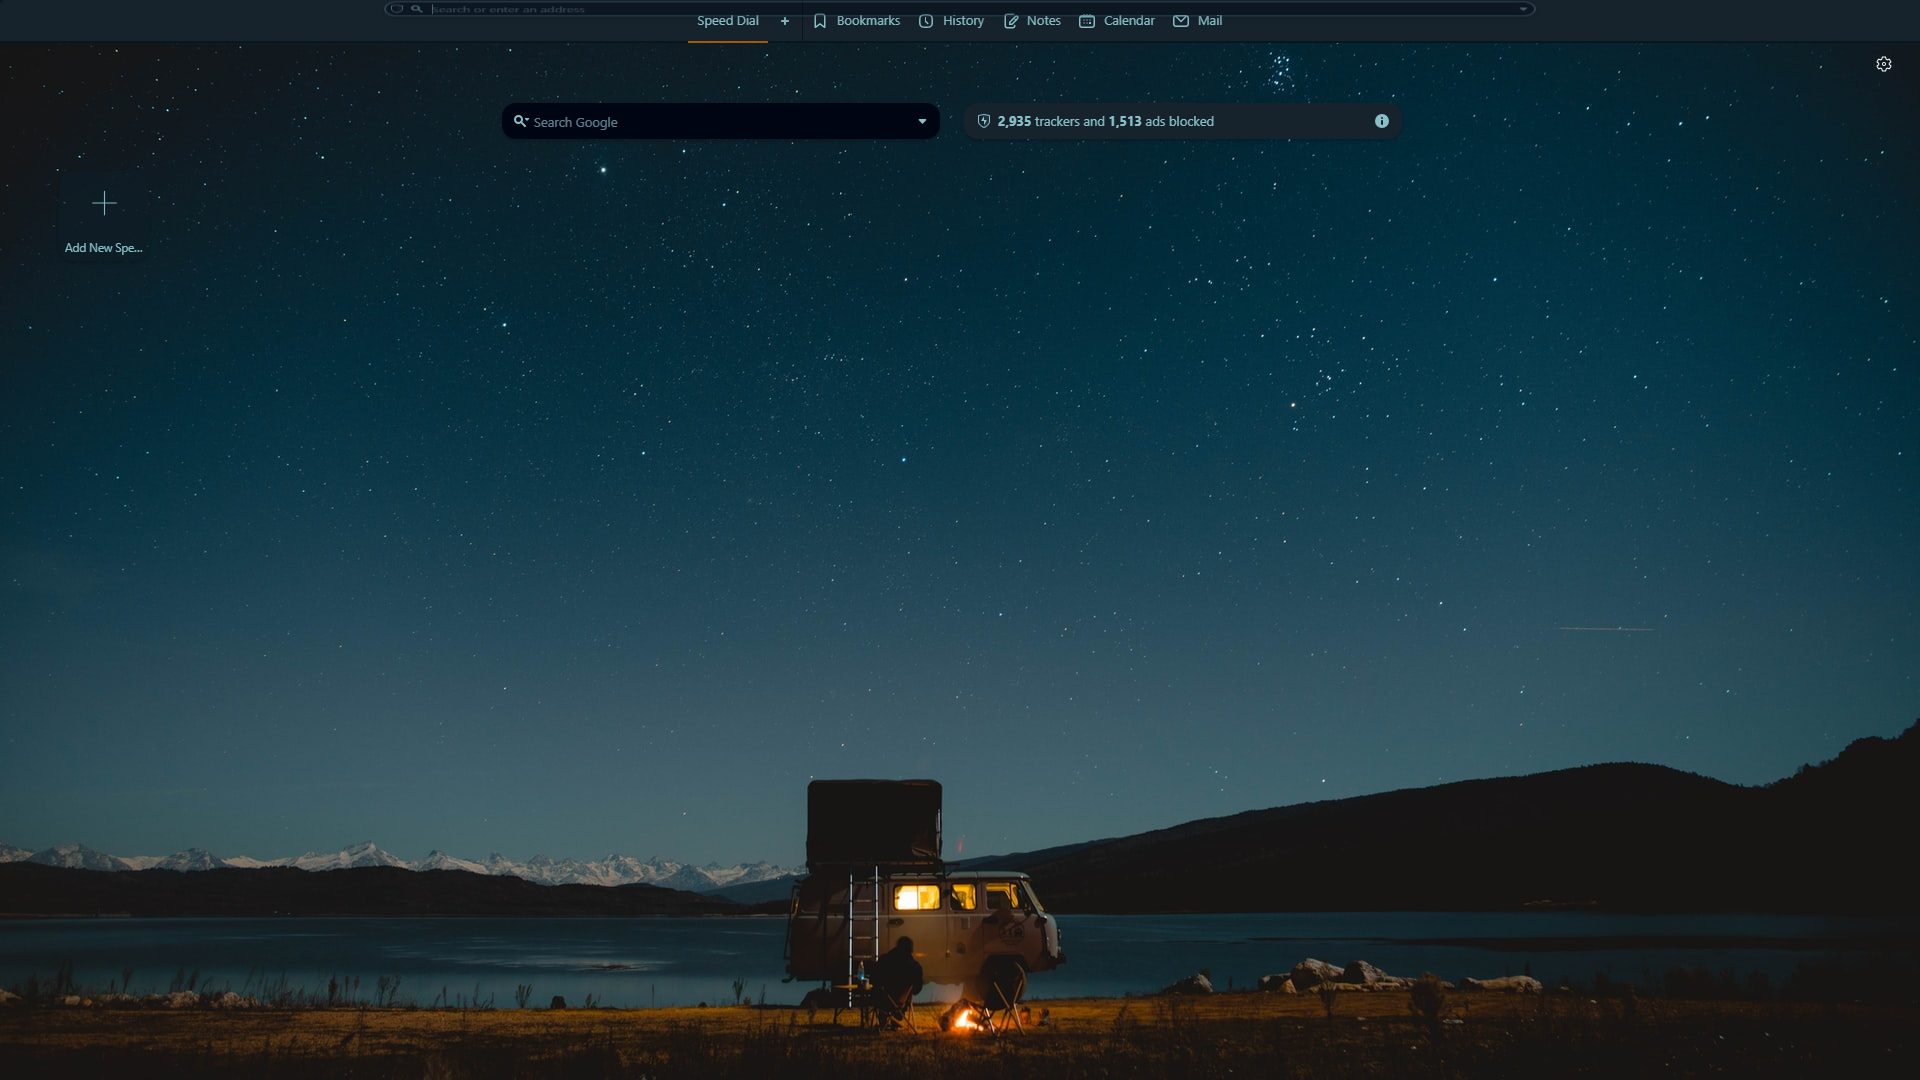 Search or enter an address
Speed Dial
Bookmarks
History
Notes
Calendar
Mail
Search Google
2,935 trackers and 1,513 ads blocked
Add New Spe...